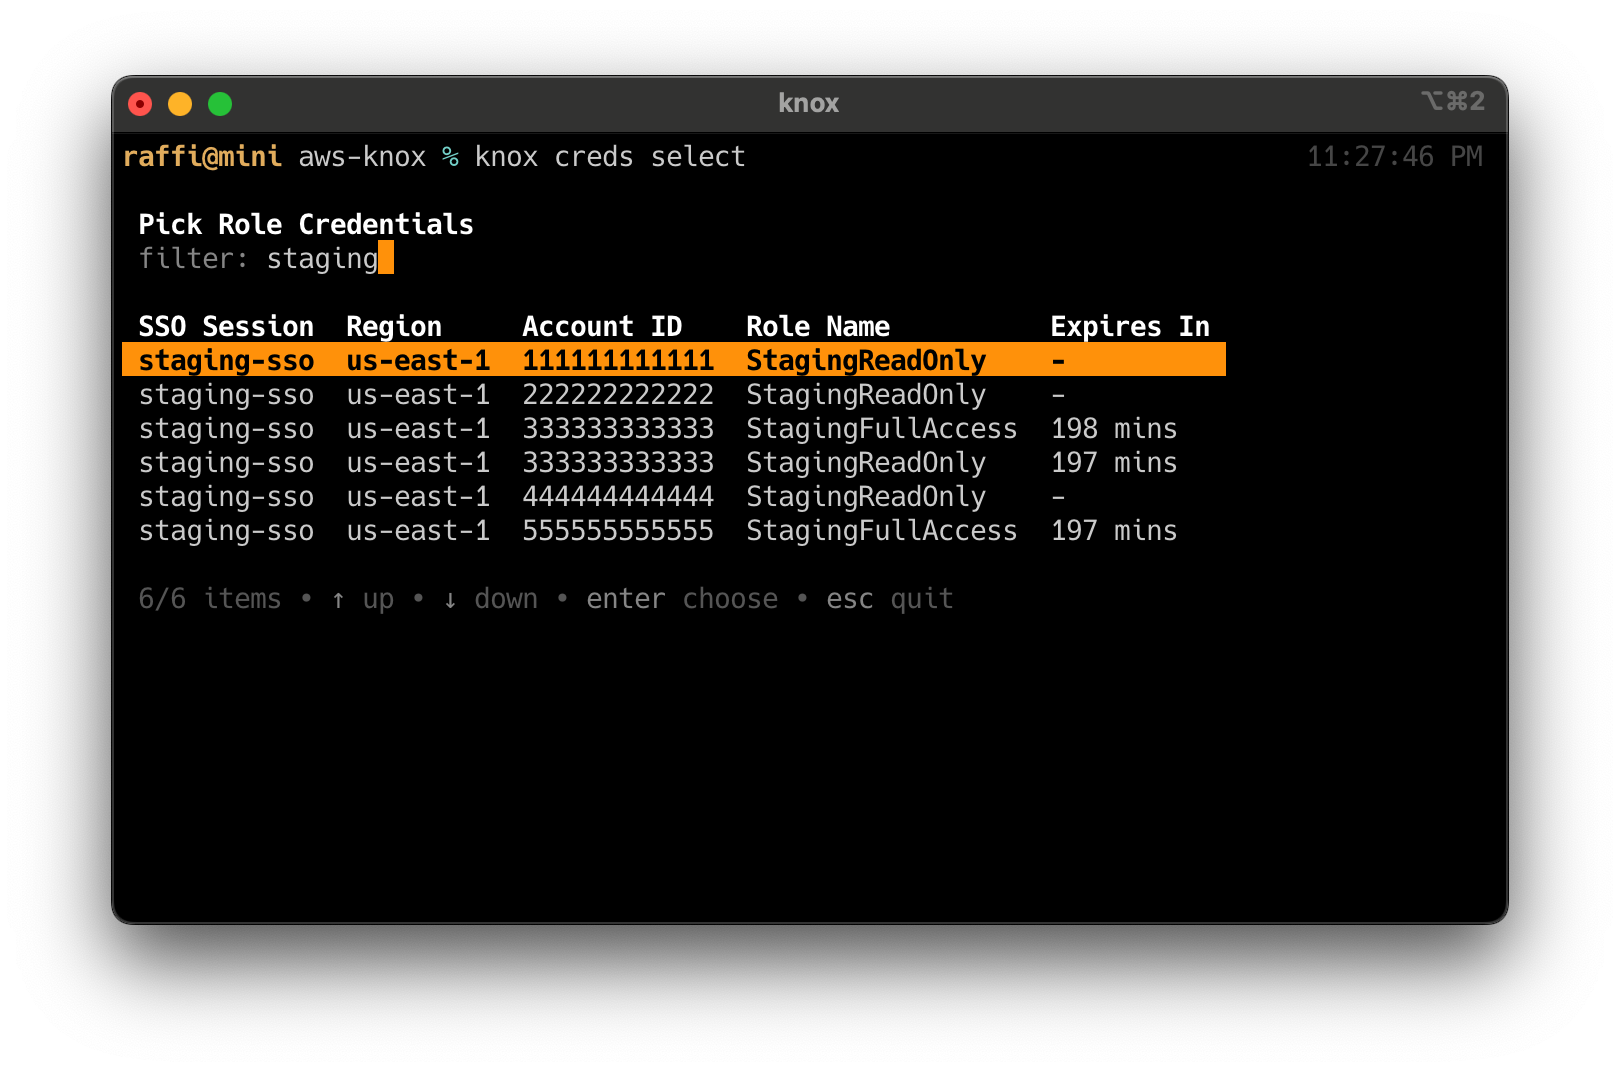 knox
⌥⌘2
raffi@mini aws-knox % knox creds select 11:27:46 PM
Pick Role Credentials
filter: staging
SSO Session Region Account ID Role Name Expires In
staging-sso us-east-1 111111111111 StagingReadOnly -
staging-sso us-east-1 222222222222 StagingReadOnly -
staging-sso us-east-1 333333333333 StagingFullAccess 198 mins
staging-sso us-east-1 333333333333 StagingReadOnly 197 mins
staging-sso us-east-1 444444444444 StagingReadOnly -
staging-sso us-east-1 555555555555 StagingFullAccess 197 mins
6/6 items • ↑ up • ↓ down • enter choose • esc quit